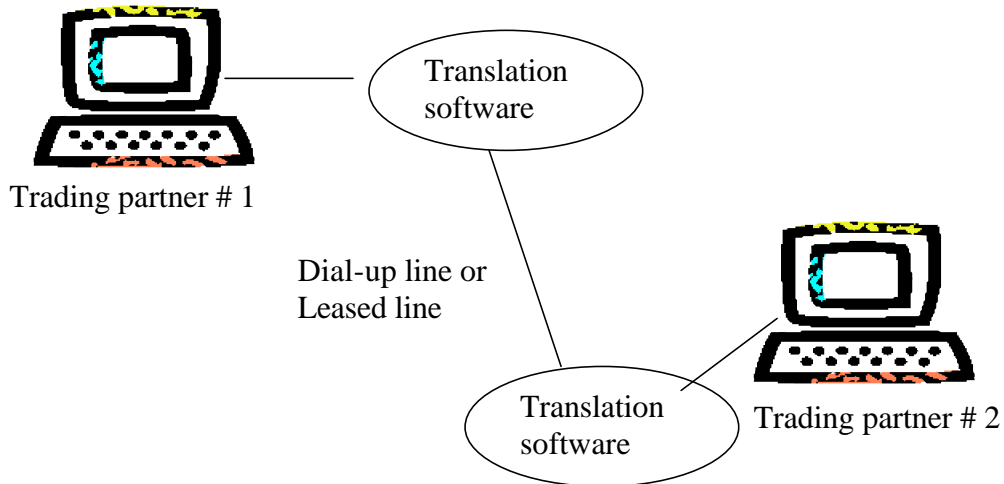 Translation
software
Trading partner # 1
Dial-up line or
Leased line
Translation
software
Trading partner # 2